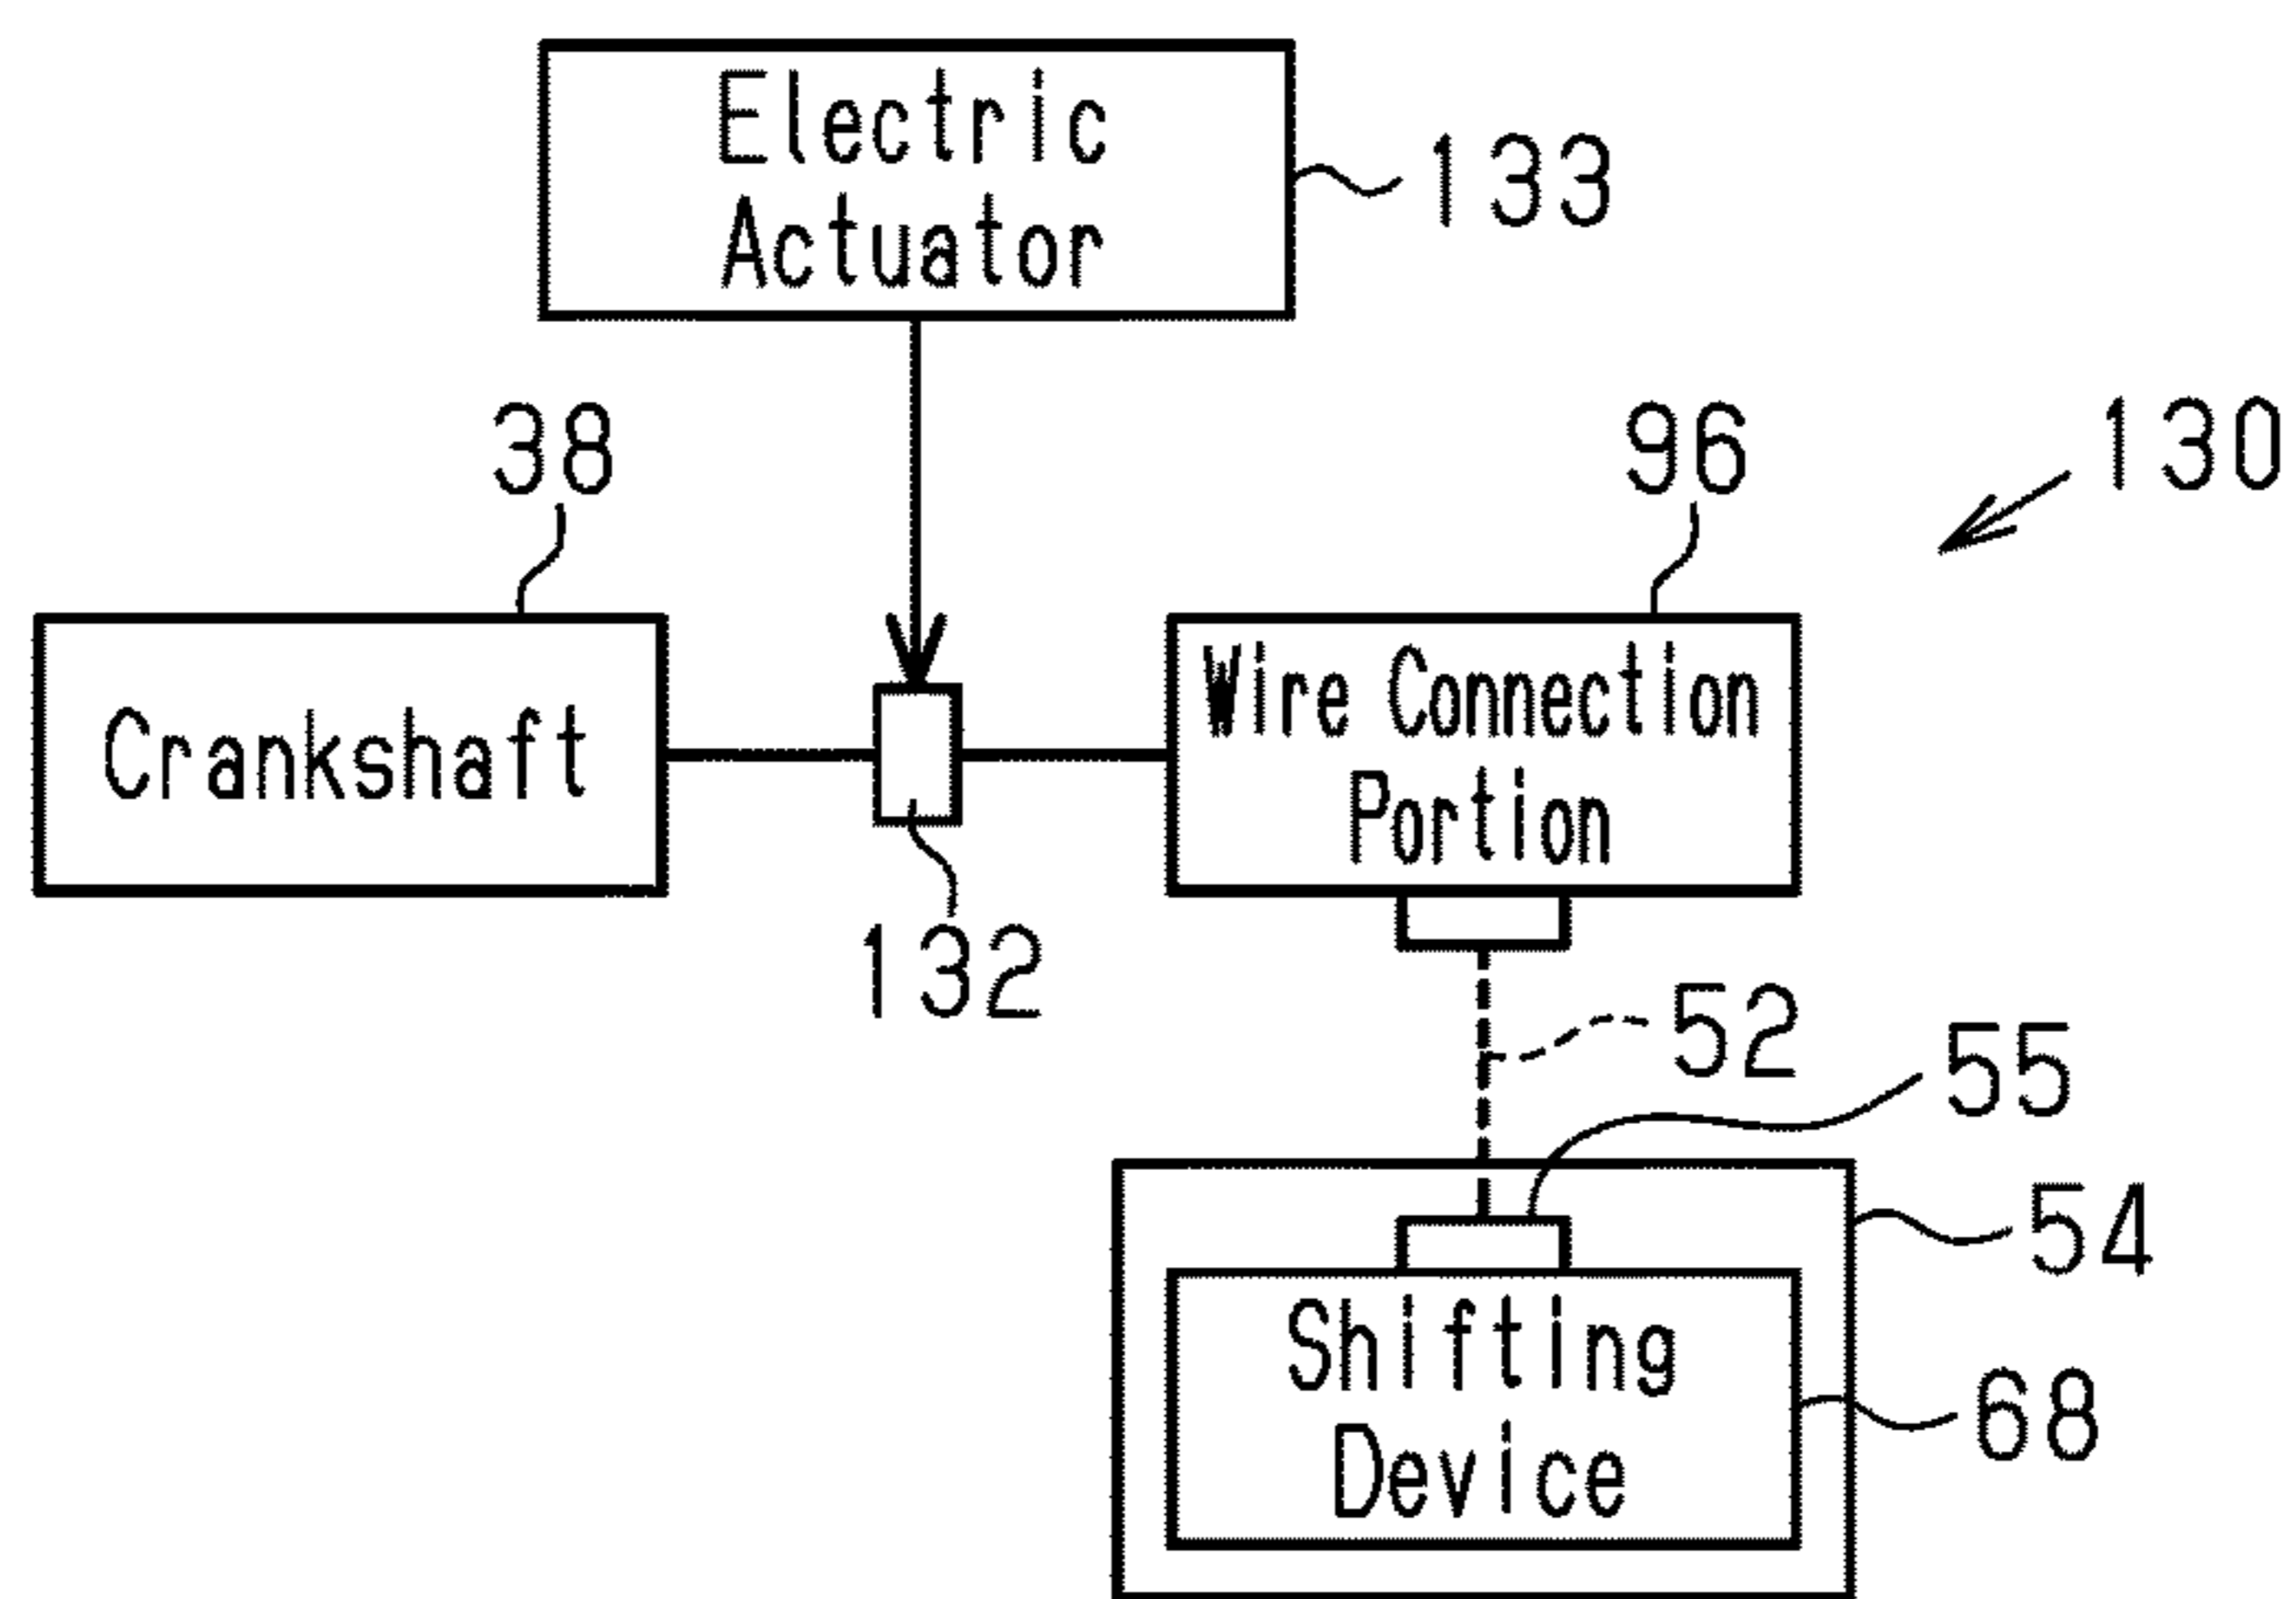 Electric
Actuator
133
38
96
130
Crankshaft
Wire Connection
Portion
132
52
55
54
Shifting
Device
68